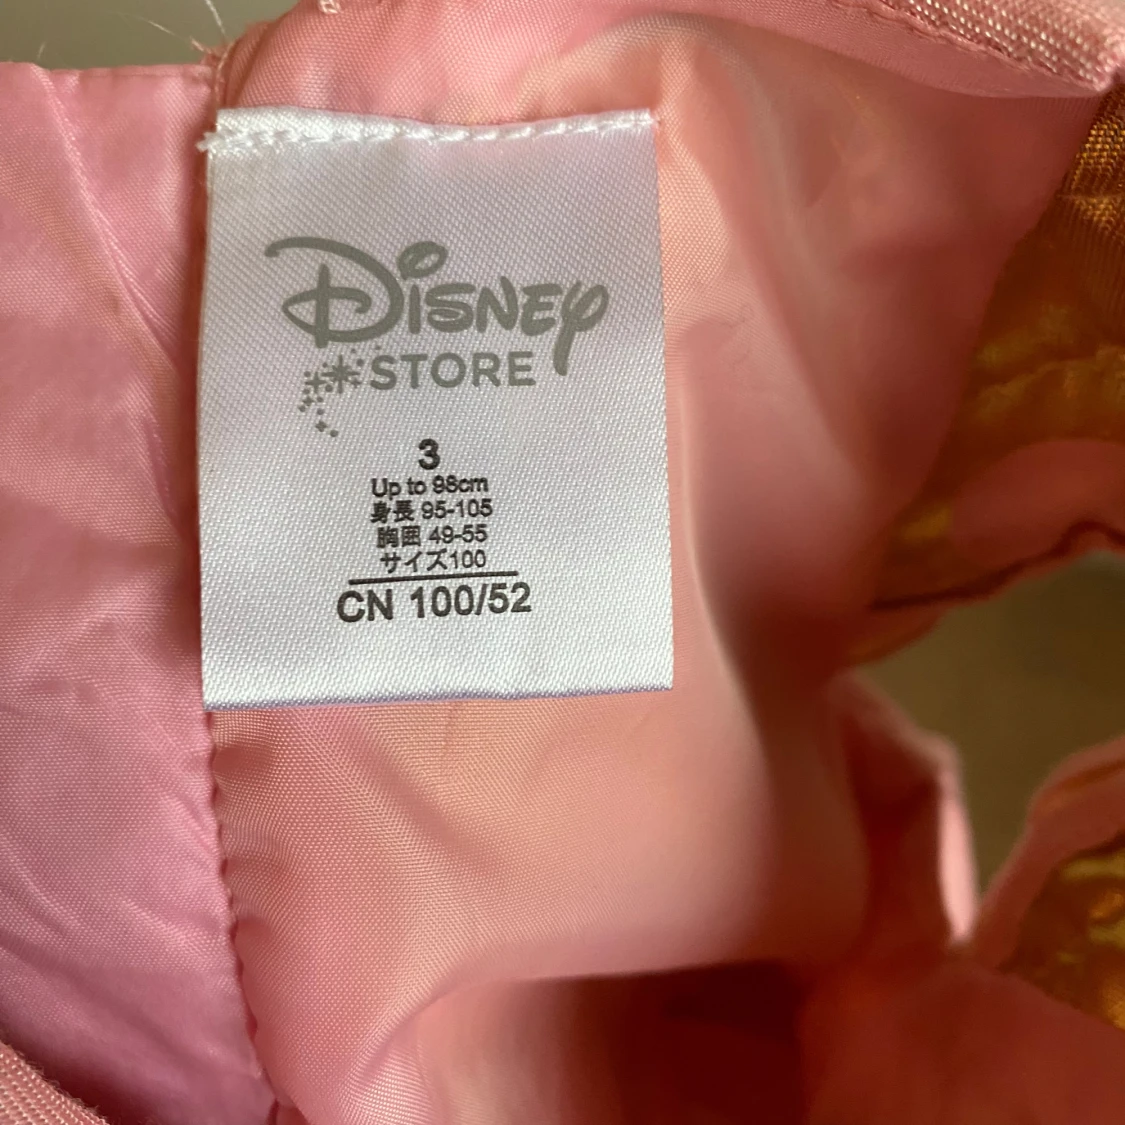 Disney
STORE
3
Up to 98cm
身長 95-105
胸囲 49-55
サイズ100
CN 100/52